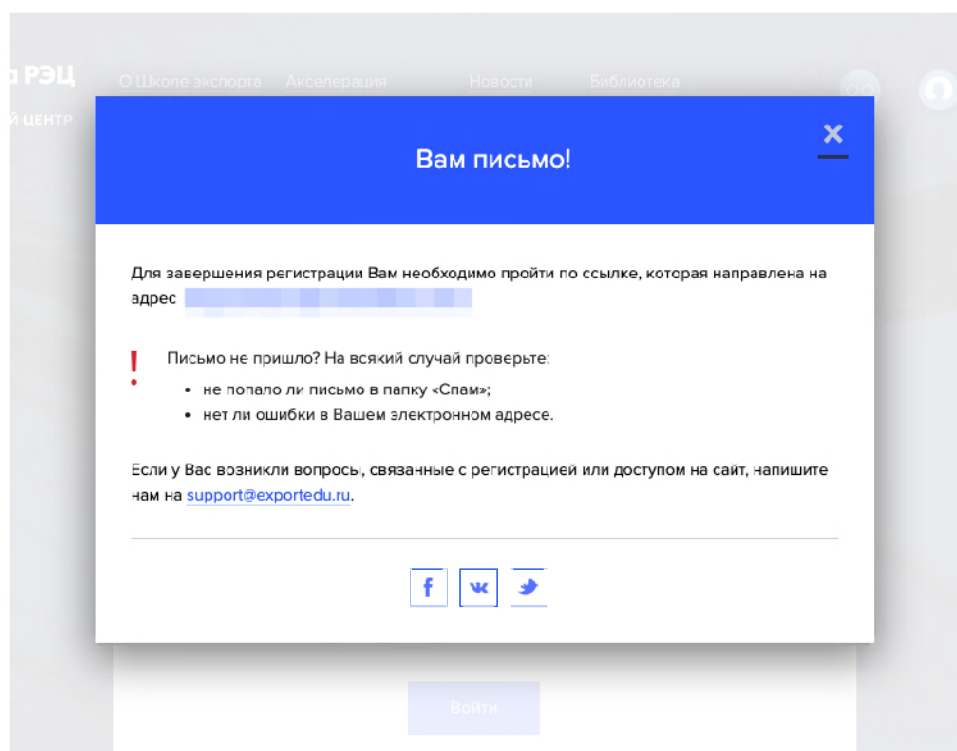 РЭЦ
О Школе экспорта Акселерация Новости Библиотека
Й ЦЕНТР
Вам письмо!
Для завершения регистрации Вам необходимо пройти по ссылке, которая направлена на
адрес
Письмо не пришло? На всякий случай проверьте:
• не попало ли письмо в папку «Спам»;
• нет ли ошибки в Вашем электронном адресе.
Если у Вас возникли вопросы, связанные с регистрацией или доступом на сайт, напишите
нам на support@exportedu.ru.
Войти